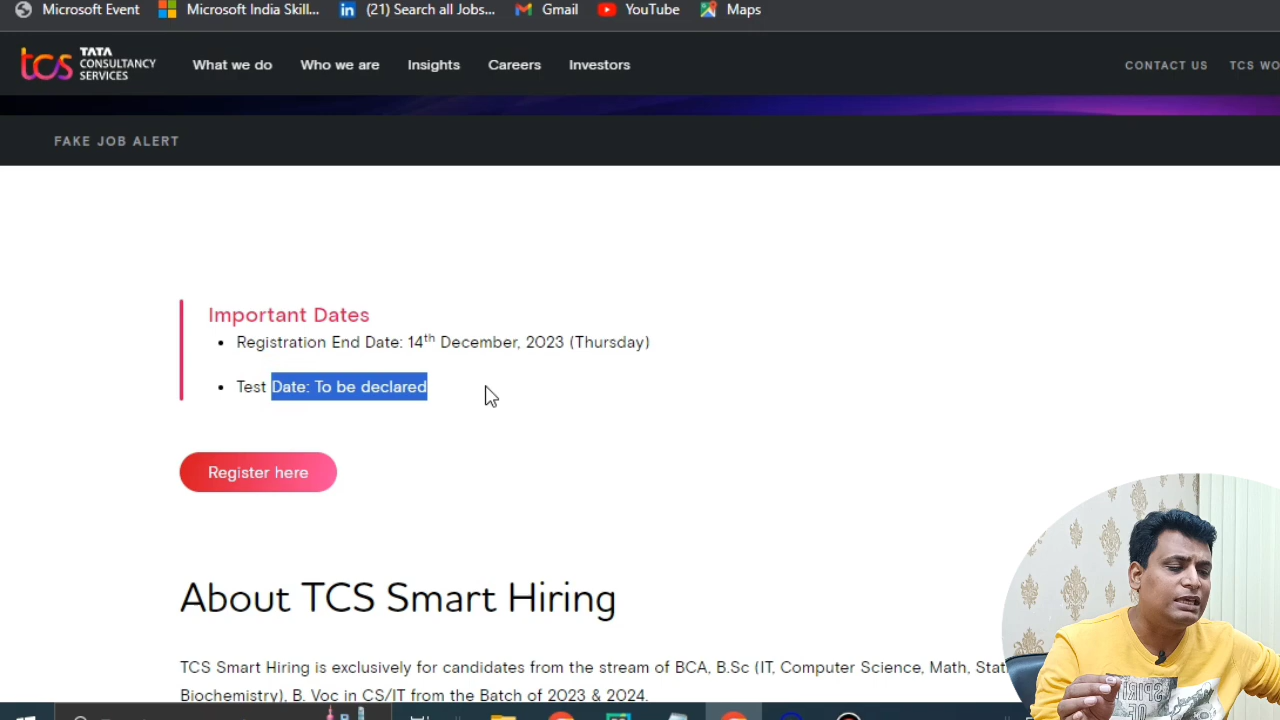 Microsoft Event Microsoft India Skill... (21) Search all Jobs... Gmail YouTube Maps
tcs TATA CONSULTANCY SERVICES What we do Who we are Insights Careers Investors CONTACT US TCS WO
FAKE JOB ALERT
Important Dates
• Registration End Date: 14th December, 2023 (Thursday)
• Test Date: To be declared
Register here
About TCS Smart Hiring
TCS Smart Hiring is exclusively for candidates from the stream of BCA, B.Sc (IT, Computer Science, Math, Stat
Biochemistry), B. Voc in CS/IT from the Batch of 2023 & 2024.